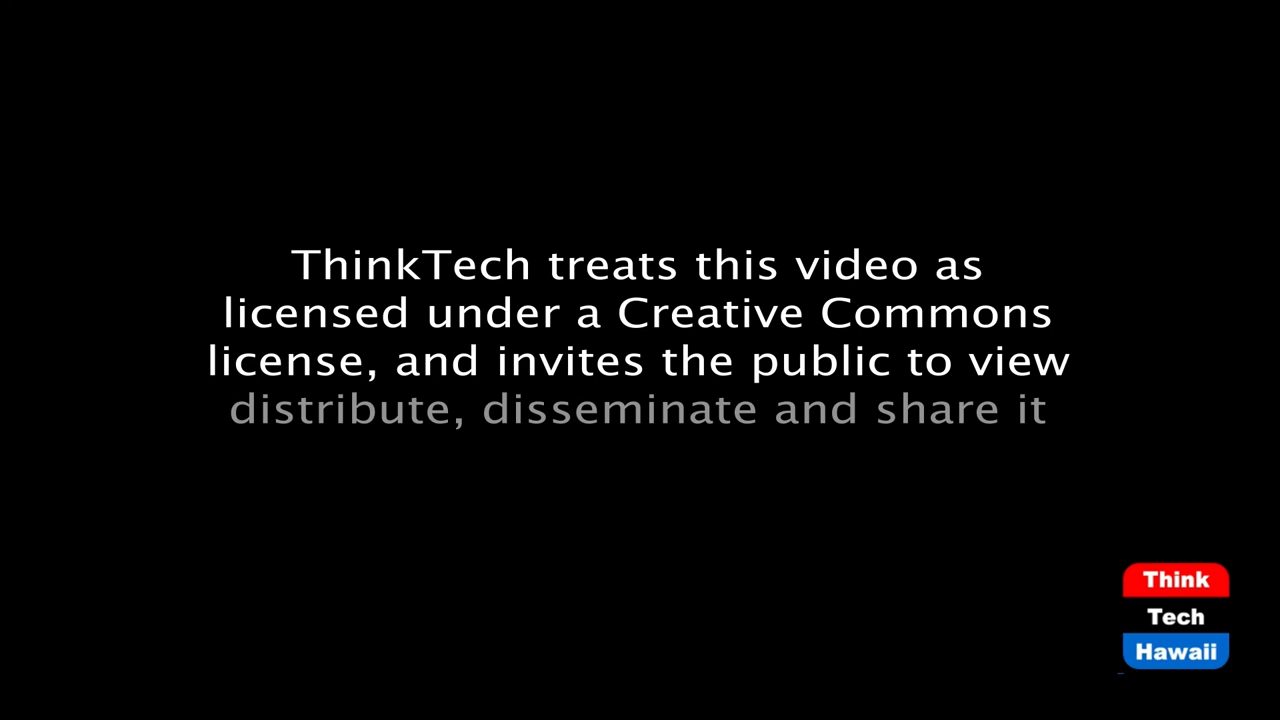 ThinkTech treats this video as
licensed under a Creative Commons
license, and invites the public to view
distribute, disseminate and share it
Think
Tech
Hawaii